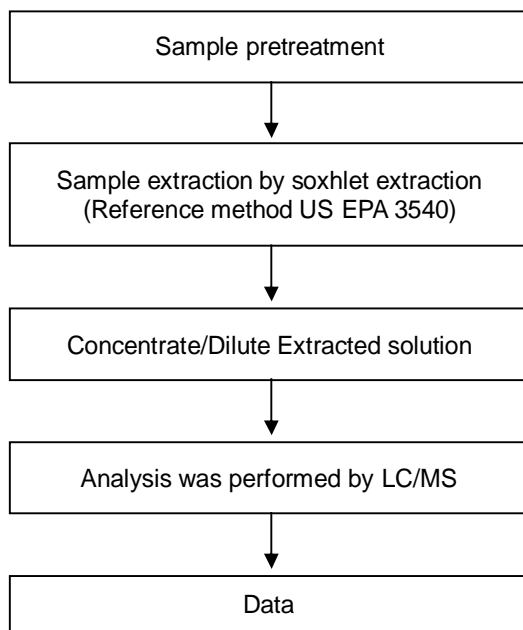 Sample pretreatment
Sample extraction by soxhlet extraction
(Reference method US EPA 3540)
Concentrate/Dilute Extracted solution
Analysis was performed by LC/MS
Data